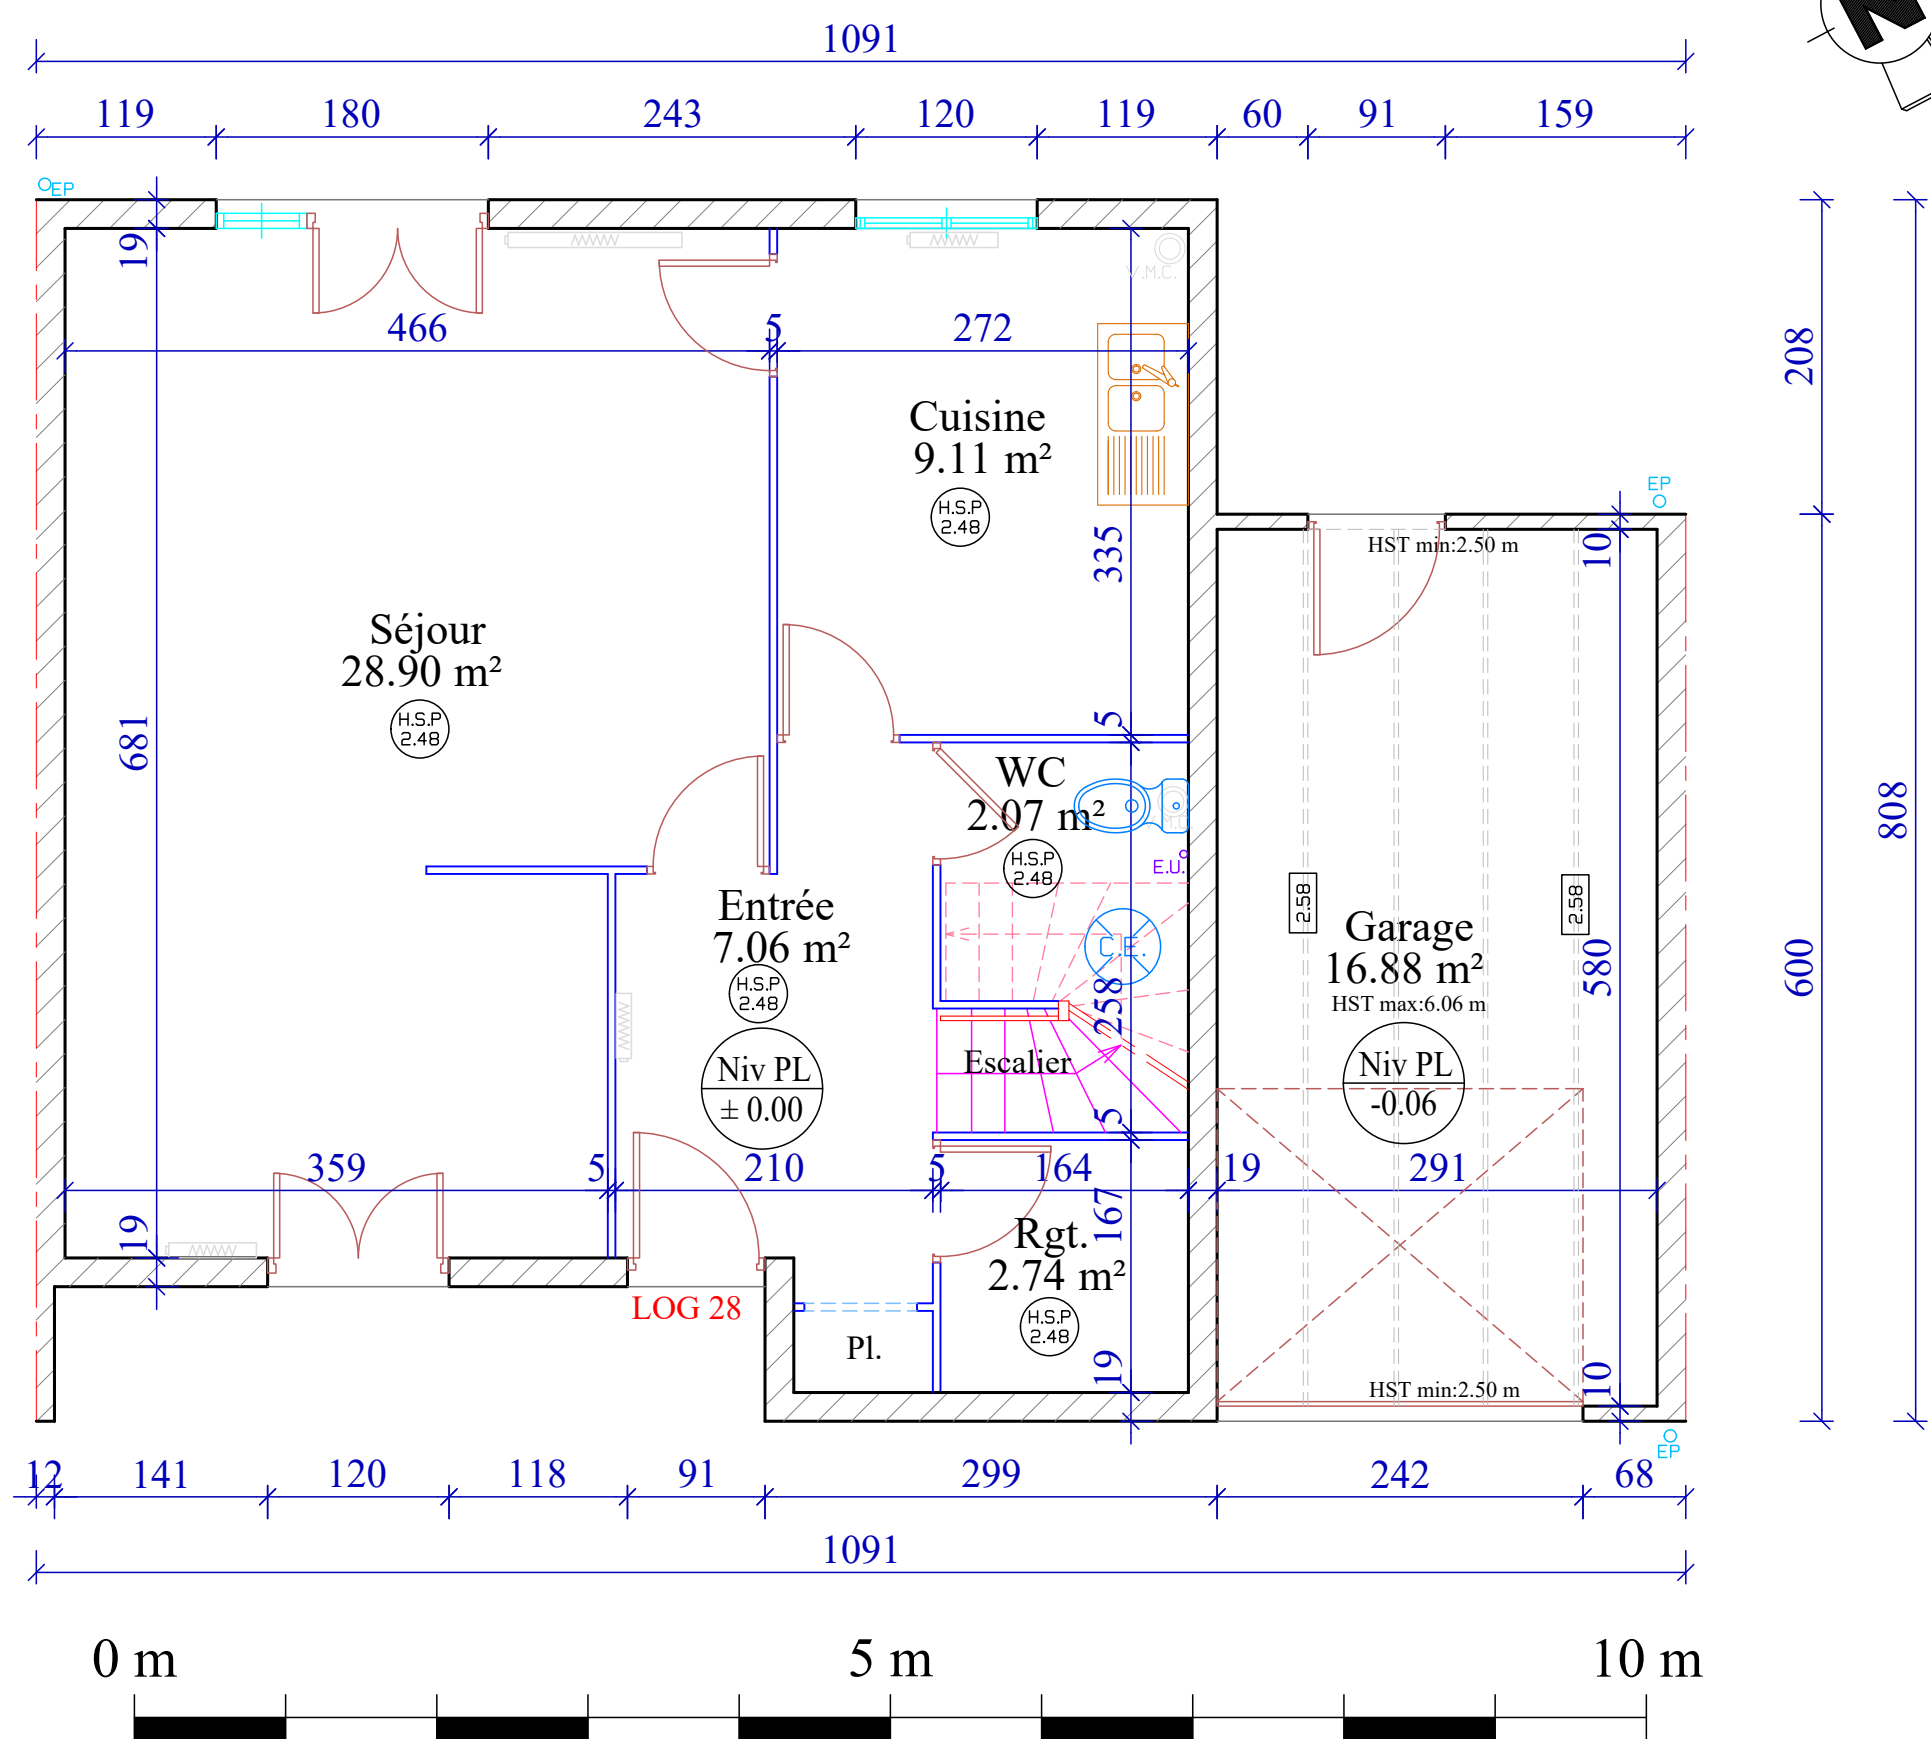 N
1091
119 180 243 120 119 60 91 159
EP
19
V.M.C.
466 5 272
208
Cuisine
9.11 m²
H.S.P
2.48
EP
335
10
HST min:2.50 m
Séjour
28.90 m²
H.S.P
2.48
681
5
WC
2.07 m²
V.M.C.
H.S.P
2.48
E.U.
808
2.58
2.58
Entrée
7.06 m²
H.S.P
2.48
C.E.
Garage
16.88 m²
HST max:6.06 m
580
600
258
Escalier
Niv PL
± 0.00
Niv PL
-0.06
5
359 5 210 5 164 19 291
167
19
Rgt.
2.74 m²
H.S.P
2.48
LOG 28
Pl.
19
HST min:2.50 m
10
EP
12 141 120 118 91 299 242 68
1091
0 m 5 m 10 m